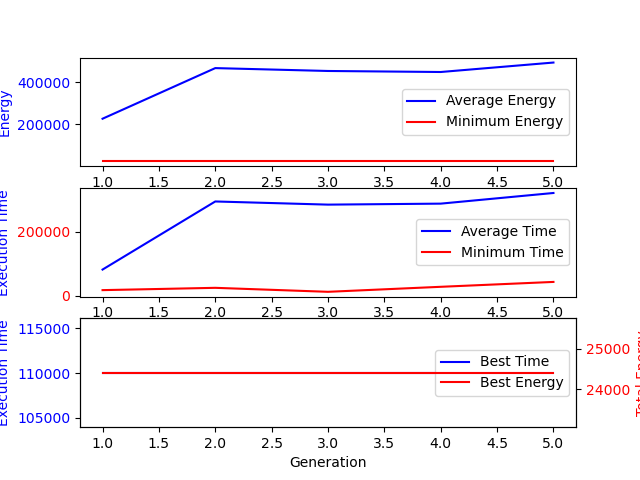 400000
200000
Energy
Average Energy
Minimum Energy
1.0 1.5 2.0 2.5 3.0 3.5 4.0 4.5 5.0
200000
0
Execution Time
Average Time
Minimum Time
1.0 1.5 2.0 2.5 3.0 3.5 4.0 4.5 5.0
115000
110000
105000
Execution Time
Best Time
Best Energy
25000
24000
Total Energy
1.0 1.5 2.0 2.5 3.0 3.5 4.0 4.5 5.0
Generation